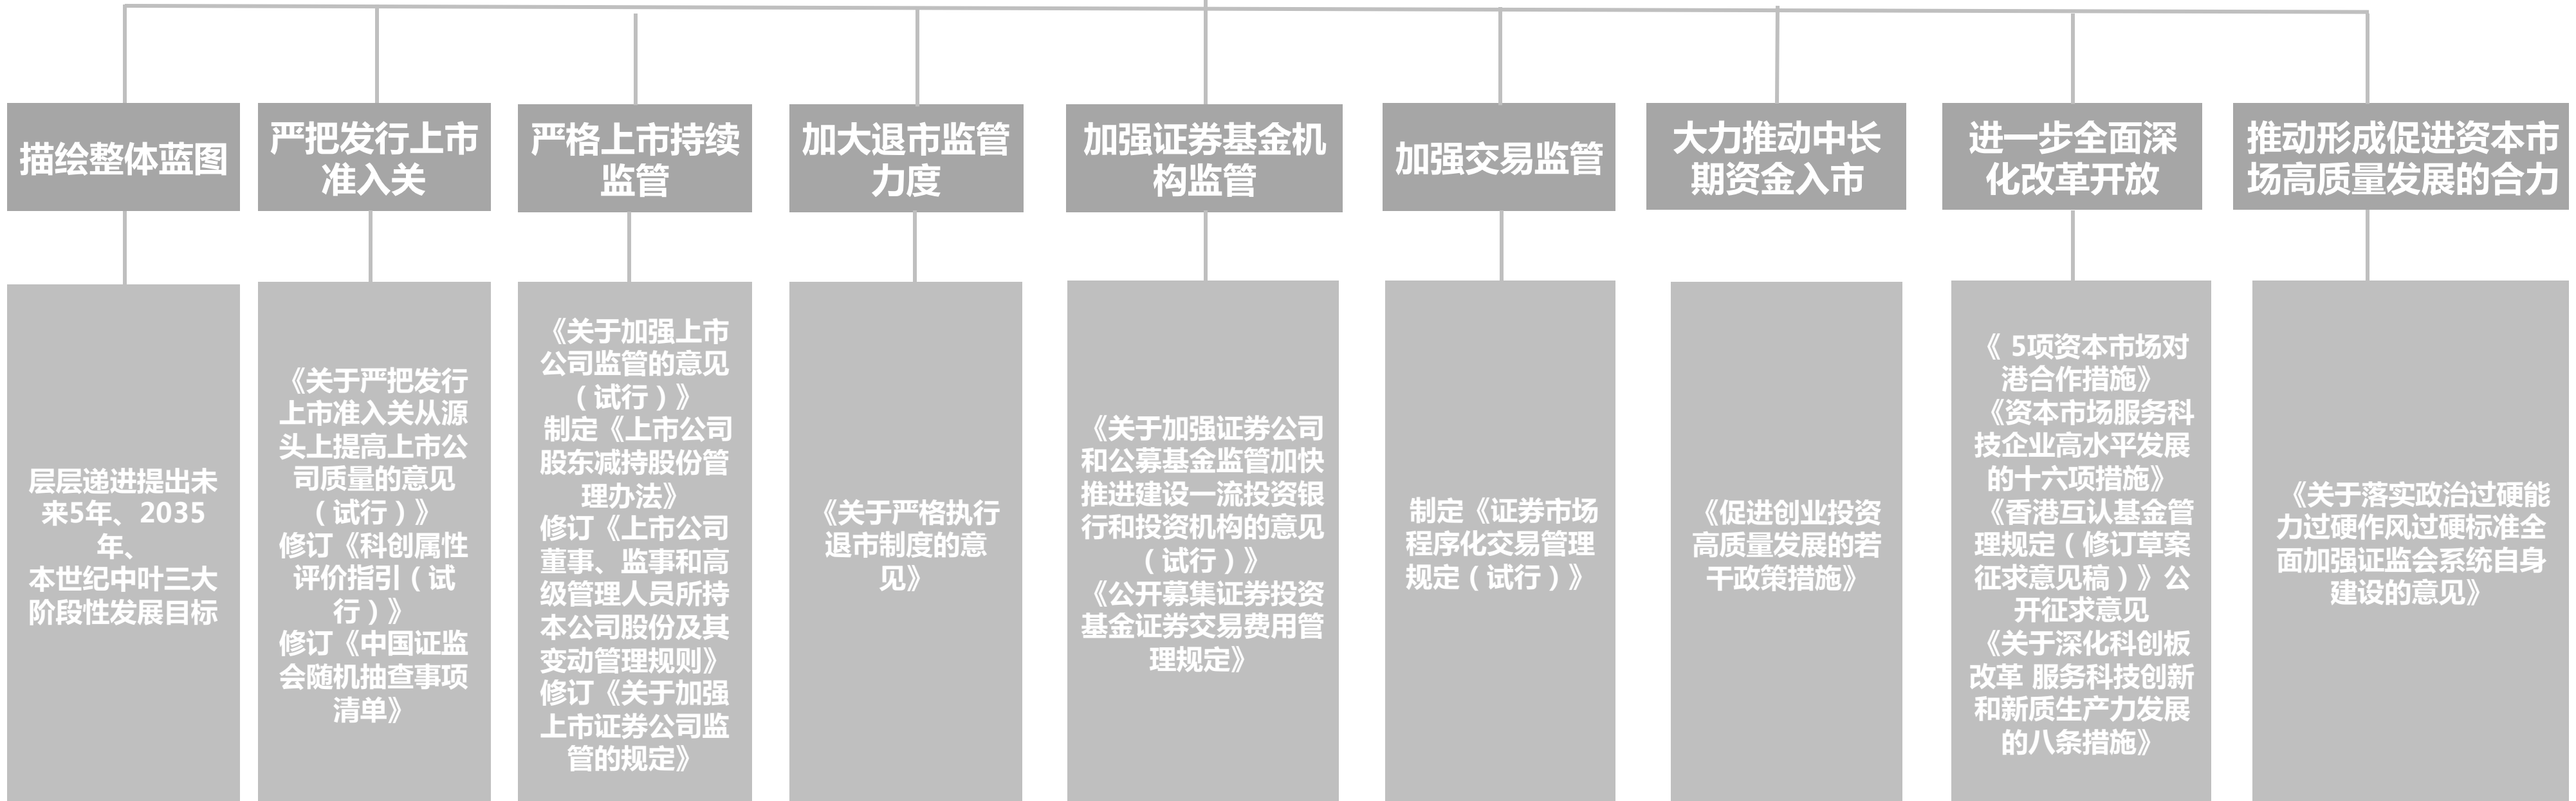 描绘整体蓝图
严把发行上市
准入关
严格上市持续
监管
加大退市监管
力度
加强证券基金机
构监管
加强交易监管
大力推动中长
期资金入市
进一步全面深
化改革开放
推动形成促进资本市
场高质量发展的合力
层层递进提出未
来5年、2035
年、
本世纪中叶三大
阶段性发展目标
《关于严把发行
上市准入关从源
头上提高上市公
司质量的意见
（试行）》
修订《科创属性
评价指引（试
行）》
修订《中国证监
会随机抽查事项
清单》
《关于加强上市
公司监管的意见
（试行）》
制定《上市公司
股东减持股份管
理办法》
修订《上市公司
董事、监事和高
级管理人员所持
本公司股份及其
变动管理规则》
修订《关于加强
上市证券公司监
管的规定》
《关于严格执行
退市制度的意
见》
《关于加强证券公司
和公募基金监管加快
推进建设一流投资银
行和投资机构的意见
（试行）》
《公开募集证券投资
基金证券交易费用管
理规定》
制定《证券市场
程序化交易管理
规定（试行）》
《促进创业投资
高质量发展的若
干政策措施》
《 5项资本市场对
港合作措施》
《资本市场服务科
技企业高水平发展
的十六项措施》
《香港互认基金管
理规定（修订草案
征求意见稿）》公
开征求意见
《关于深化科创板
改革 服务科技创新
和新质生产力发展
的八条措施》
《关于落实政治过硬能
力过硬作风过硬标准全
面加强证监会系统自身
建设的意见》